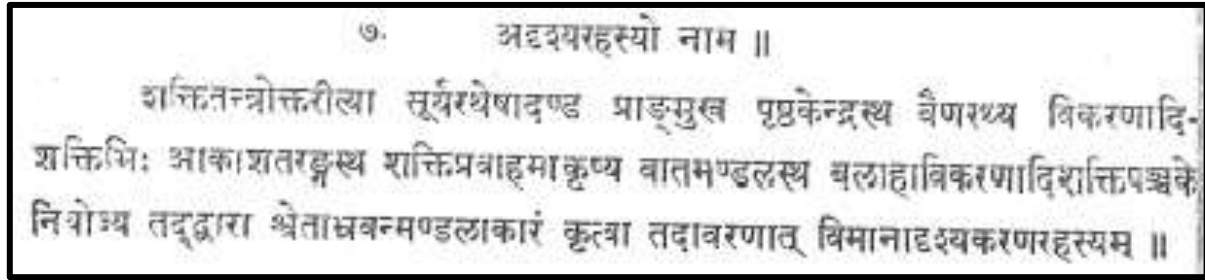 ७. अदृश्यरहस्यो नाम ॥
शक्तितन्त्रोक्तरीत्या सूर्यरथेषादण्ड प्राङ्मुख पृष्ठकेन्द्रस्थ वैणरथ्य विकरणादि-
शक्तिभिः आकाशतरङ्गस्थ शक्तिप्रवाहमाकृष्य वातमण्डलस्थ बलाहाविकरणादिशक्तिपञ्चके
नियोज्य तद्द्वारा श्वेताभ्रवन्मण्डलाकारं कृत्वा तदावरणात् विमानादृश्यकरणरहस्यम् ॥